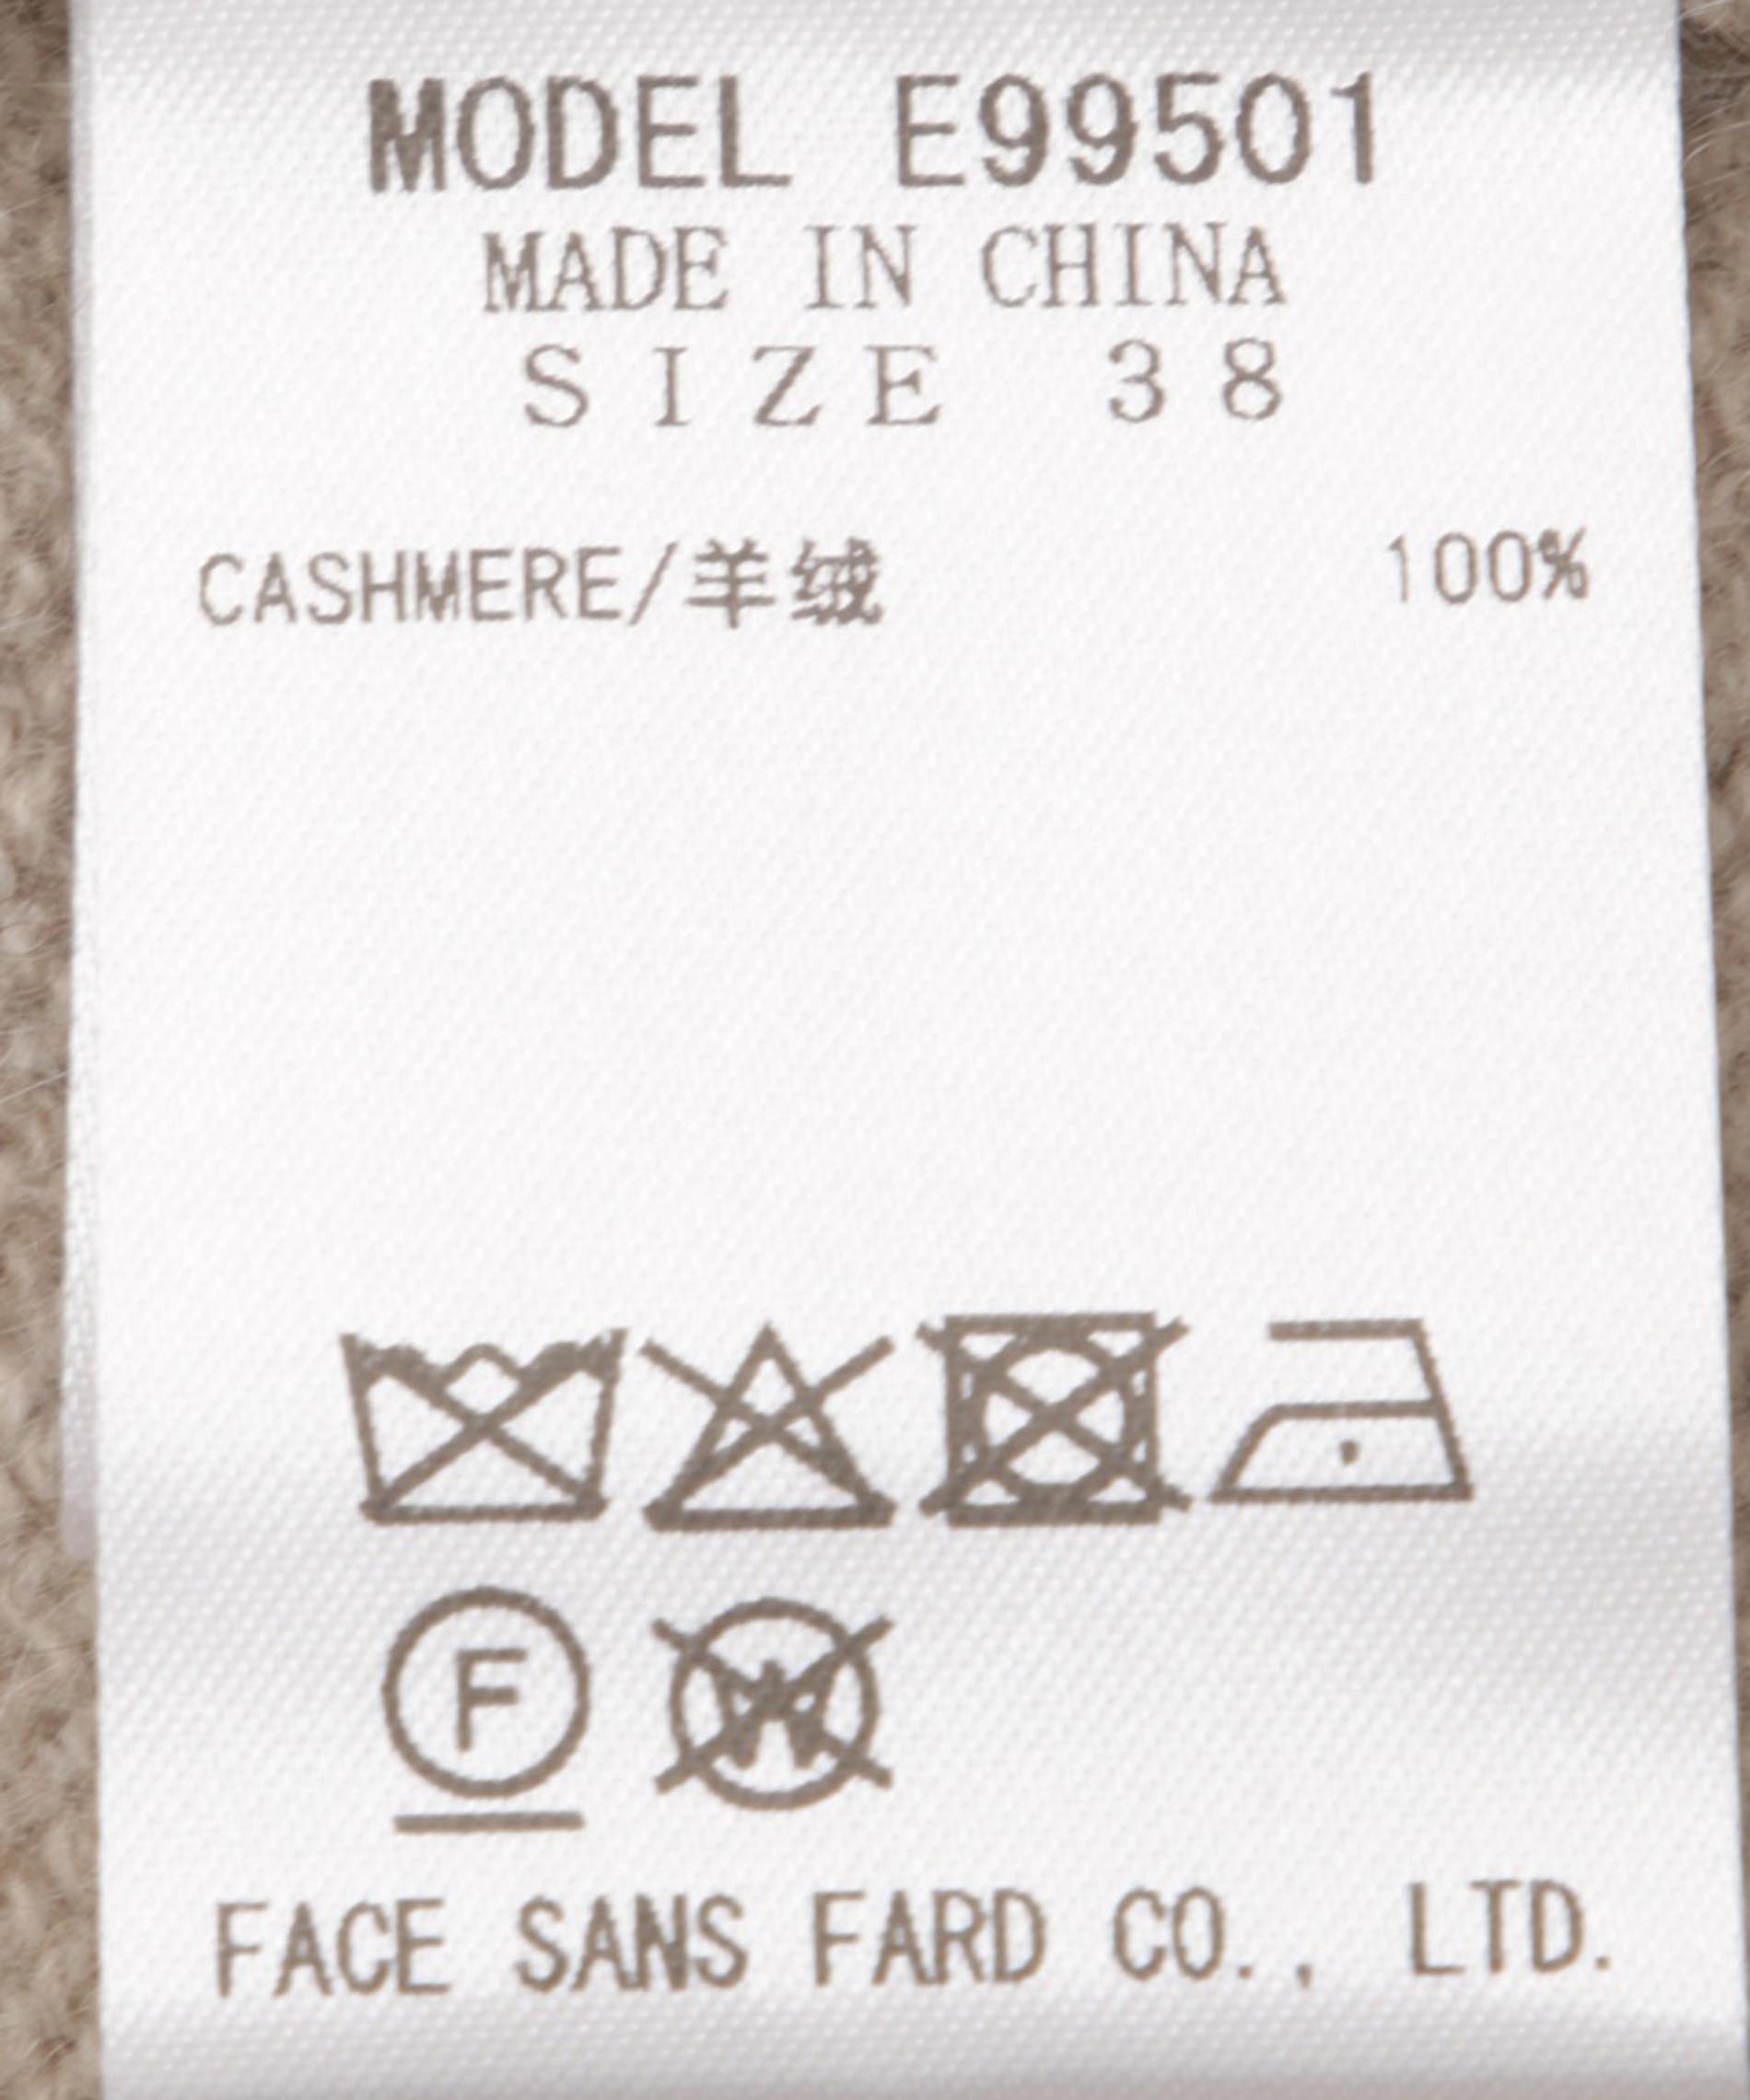 MODEL E99501
MADE IN CHINA
SIZE 38
CASHMERE/羊绒 100%
F
W
FACE SANS FARD CO., LTD.